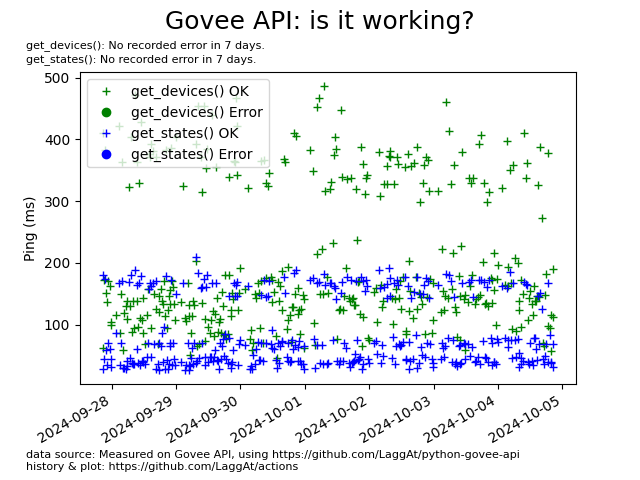 Govee API: is it working?
get_devices(): No recorded error in 7 days.
get_states(): No recorded error in 7 days.
500
400
300
200
100
Ping (ms)
get_devices() OK
get_devices() Error
get_states() OK
get_states() Error
2024-09-28
2024-09-29
2024-09-30
2024-10-01
2024-10-02
2024-10-03
2024-10-04
2024-10-05
data source: Measured on Govee API, using https://github.com/LaggAt/python-govee-api
history & plot: https://github.com/LaggAt/actions